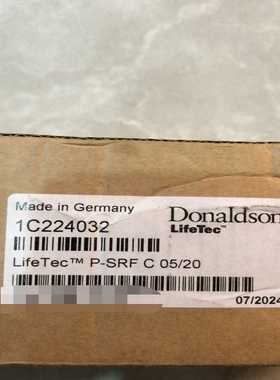 Made in Germany
1C224032
Donaldson
LifeTec™
LifeTec™ P-SRF C 05/20
07/2024